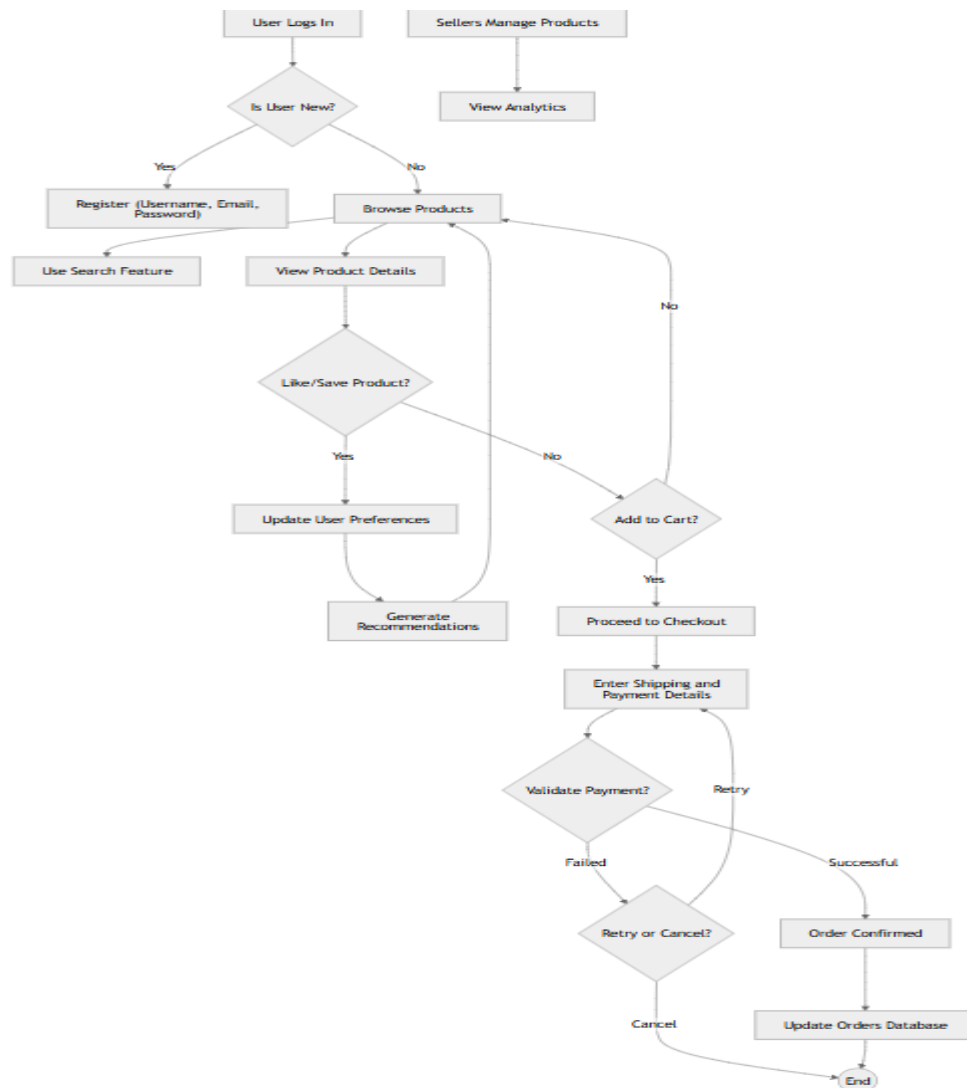 User Logs In
Sellers Manage Products
Is User New?
View Analytics
Yes
No
Register (Username, Email,
Password)
Browse Products
Use Search Feature
View Product Details
No
Like/Save Product?
Yes
No
Update User Preferences
Add to Cart?
Yes
Generate
Recommendations
Proceed to Checkout
Enter Shipping and
Payment Details
Validate Payment?
Retry
Failed
Successful
Retry or Cancel?
Order Confirmed
Cancel
Update Orders Database
End